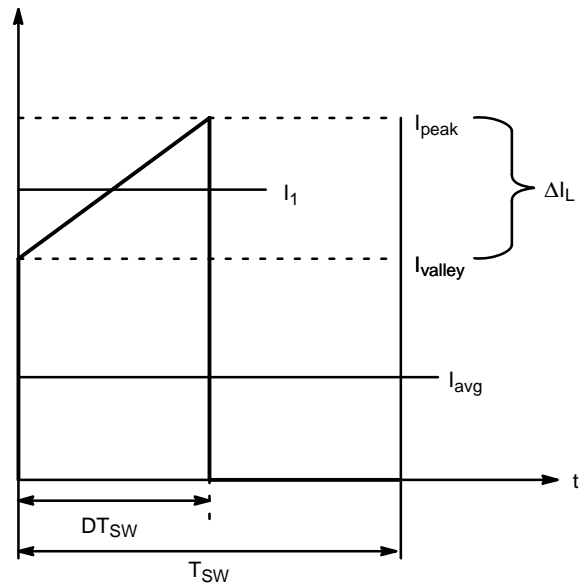 I_peak
ΔI_L
I_1
I_valley
I_avg
t
DT_SW
T_SW